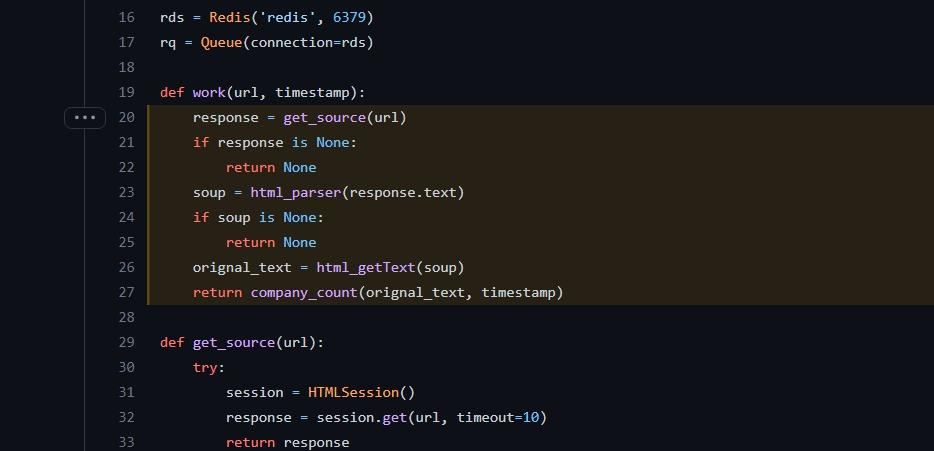 16 rds = Redis('redis', 6379)
17 rq = Queue(connection=rds)
18
19 def work(url, timestamp):
20     response = get_source(url)
21     if response is None:
22         return None
23     soup = html_parser(response.text)
24     if soup is None:
25         return None
26     orignal_text = html_getText(soup)
27     return company_count(orignal_text, timestamp)
28
29 def get_source(url):
30     try:
31         session = HTMLSession()
32         response = session.get(url, timeout=10)
33         return response